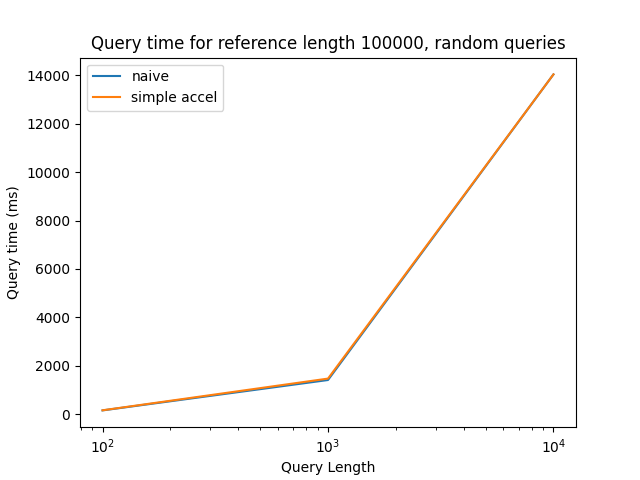 Query time for reference length 100000, random queries
naive
simple accel
14000
12000
10000
8000
6000
4000
2000
0
Query time (ms)
10²
10³
10⁴
Query Length